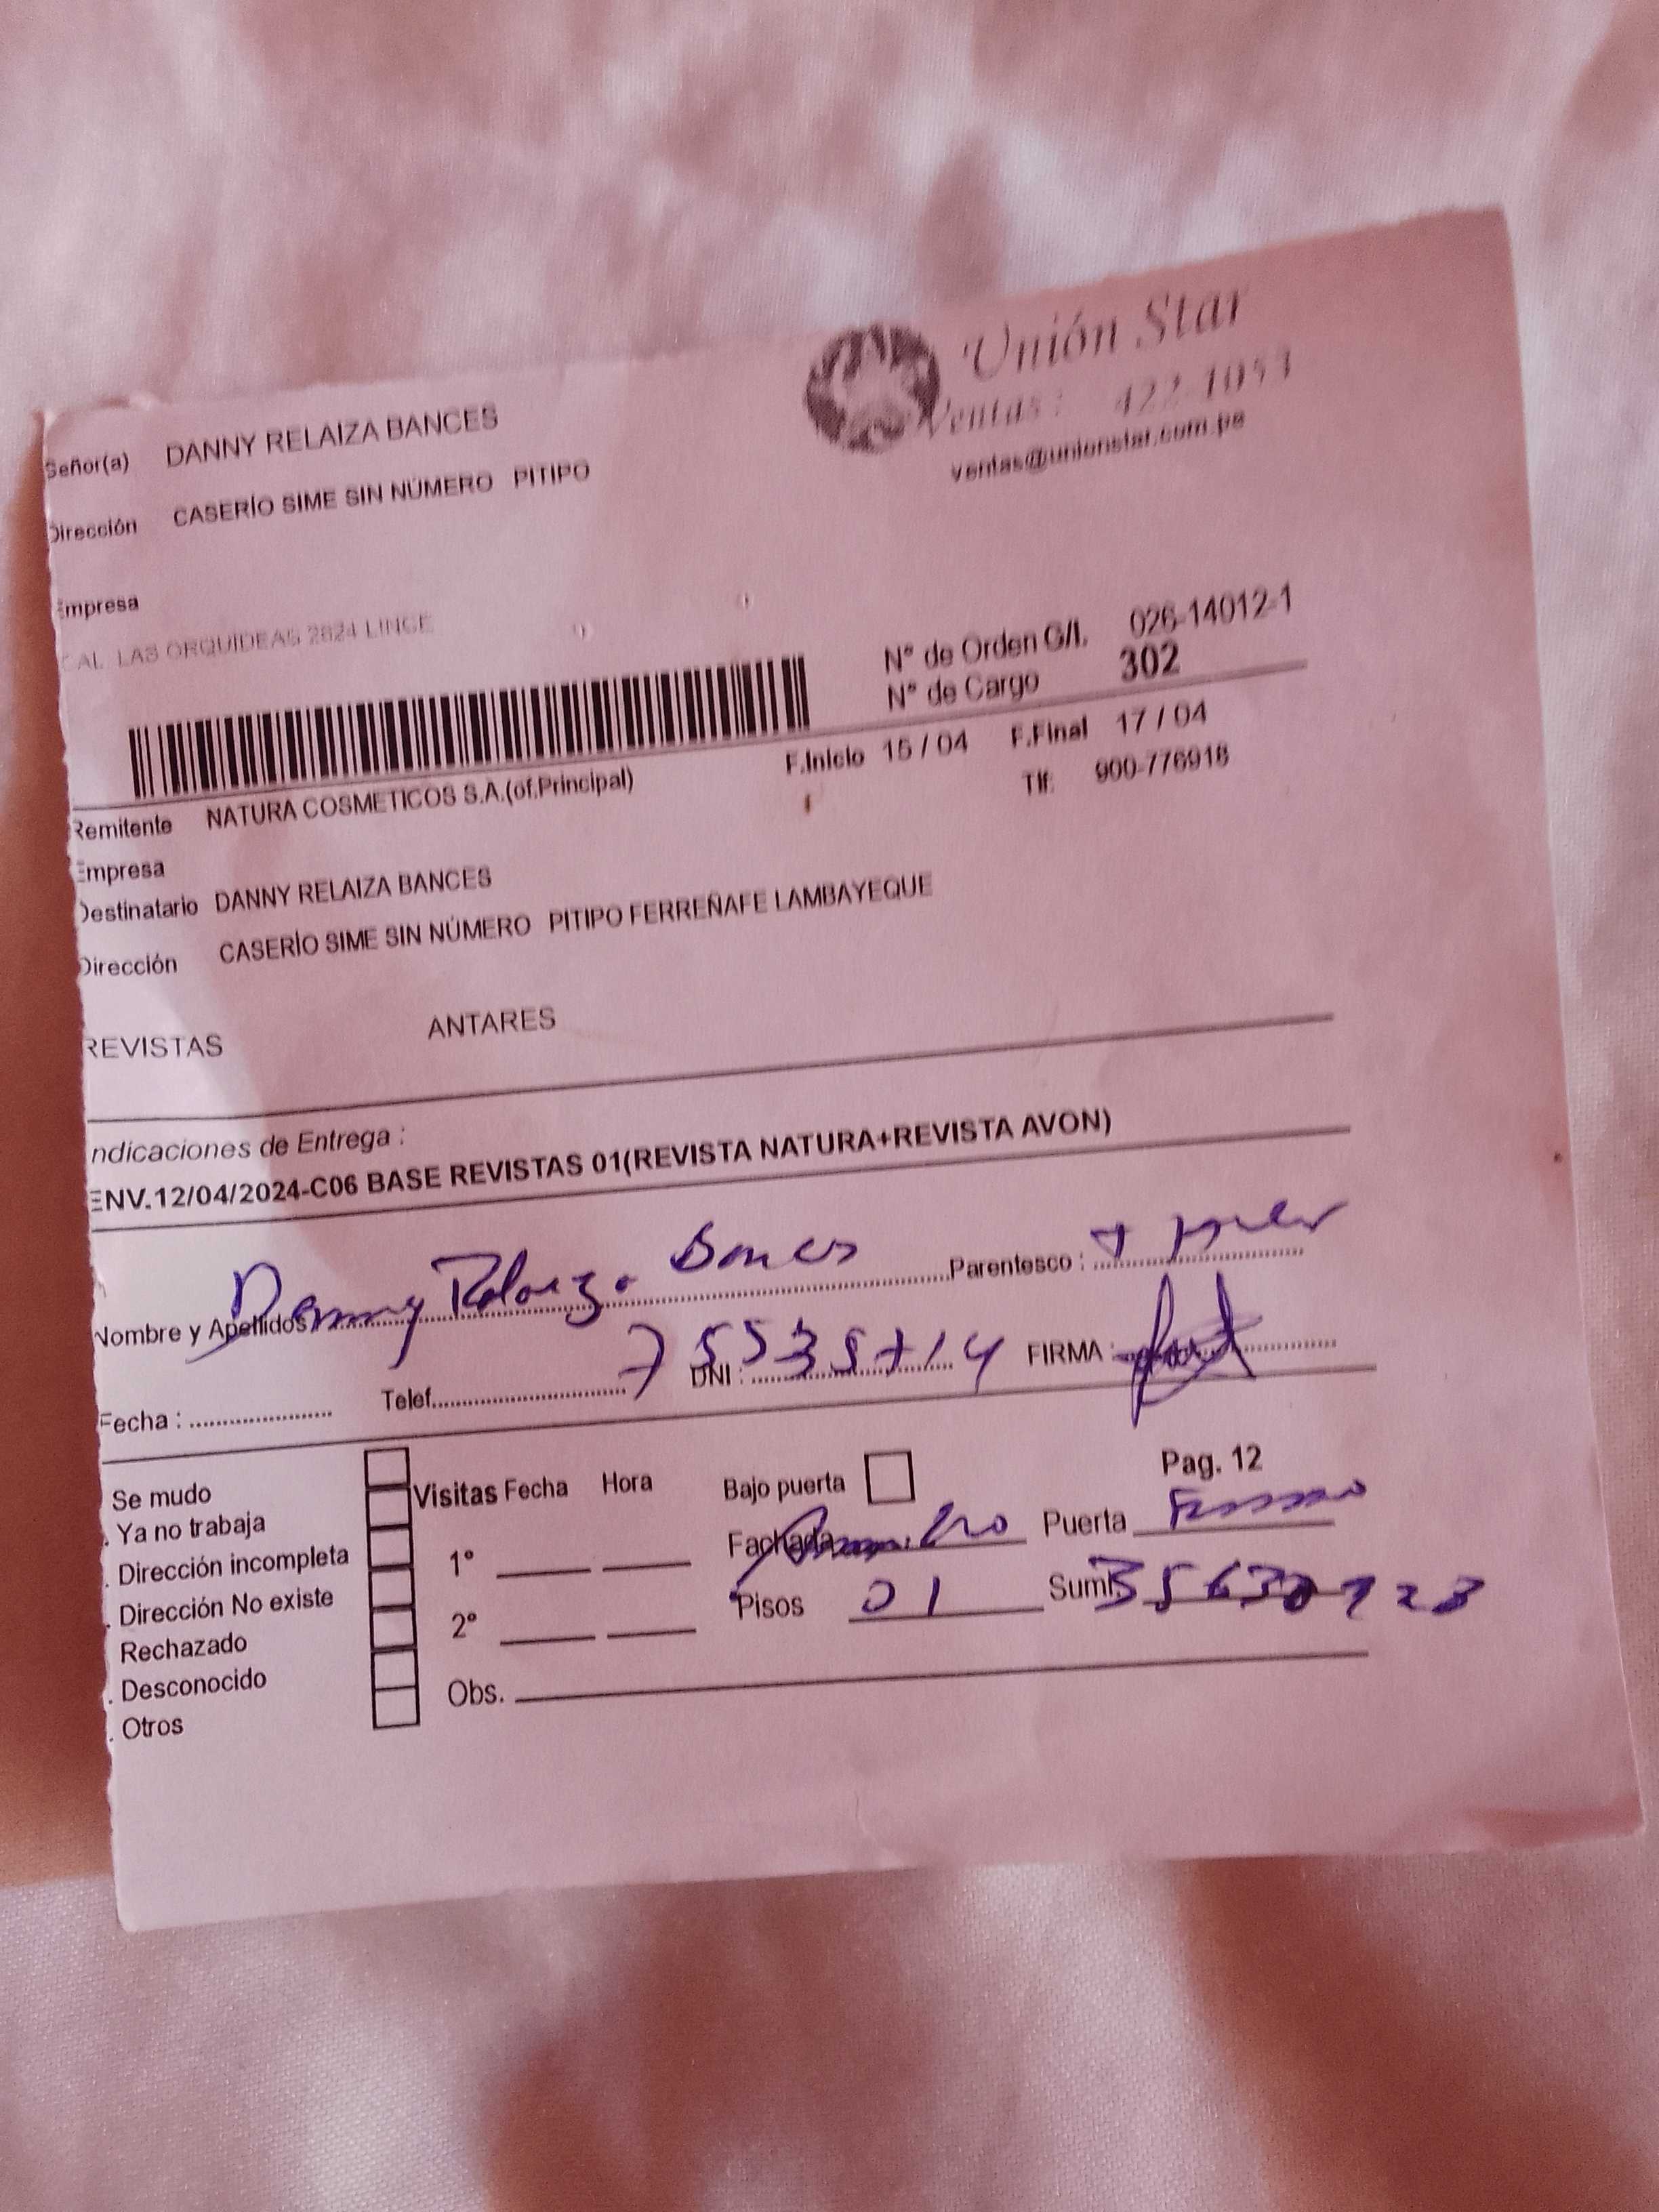 Unión Star
Ventas: 422-1053
ventas@unionstar.com.pe
Señor(a) DANNY RELAIZA BANCES
Dirección CASERÍO SIME SIN NÚMERO PITIPO
Empresa
CAL LAS ORQUIDEAS 2824 LINCE
N° de Orden G/I. 026-14012-1
N° de Cargo 302
F.Inicio 15 / 04 F.Final 17 / 04
Remitente NATURA COSMETICOS S.A.(of.Principal) Tlf: 900-776918
Empresa
Destinatario DANNY RELAIZA BANCES
Dirección CASERÍO SIME SIN NÚMERO PITIPO FERREÑAFE LAMBAYEQUE
REVISTAS ANTARES
Indicaciones de Entrega :
ENV.12/04/2024-C06 BASE REVISTAS 01(REVISTA NATURA+REVISTA AVON)
Nombre y Apellidos Danny Relaiza Bances Parentesco :
Fecha : Telef. DNI : FIRMA :
Se mudo Visitas Fecha Hora Bajo puerta Pag. 12
. Ya no trabaja
. Dirección incompleta 1° Fachada Puerta
. Dirección No existe Pisos 01 Sumi.
Rechazado 2°
. Desconocido Obs.
. Otros